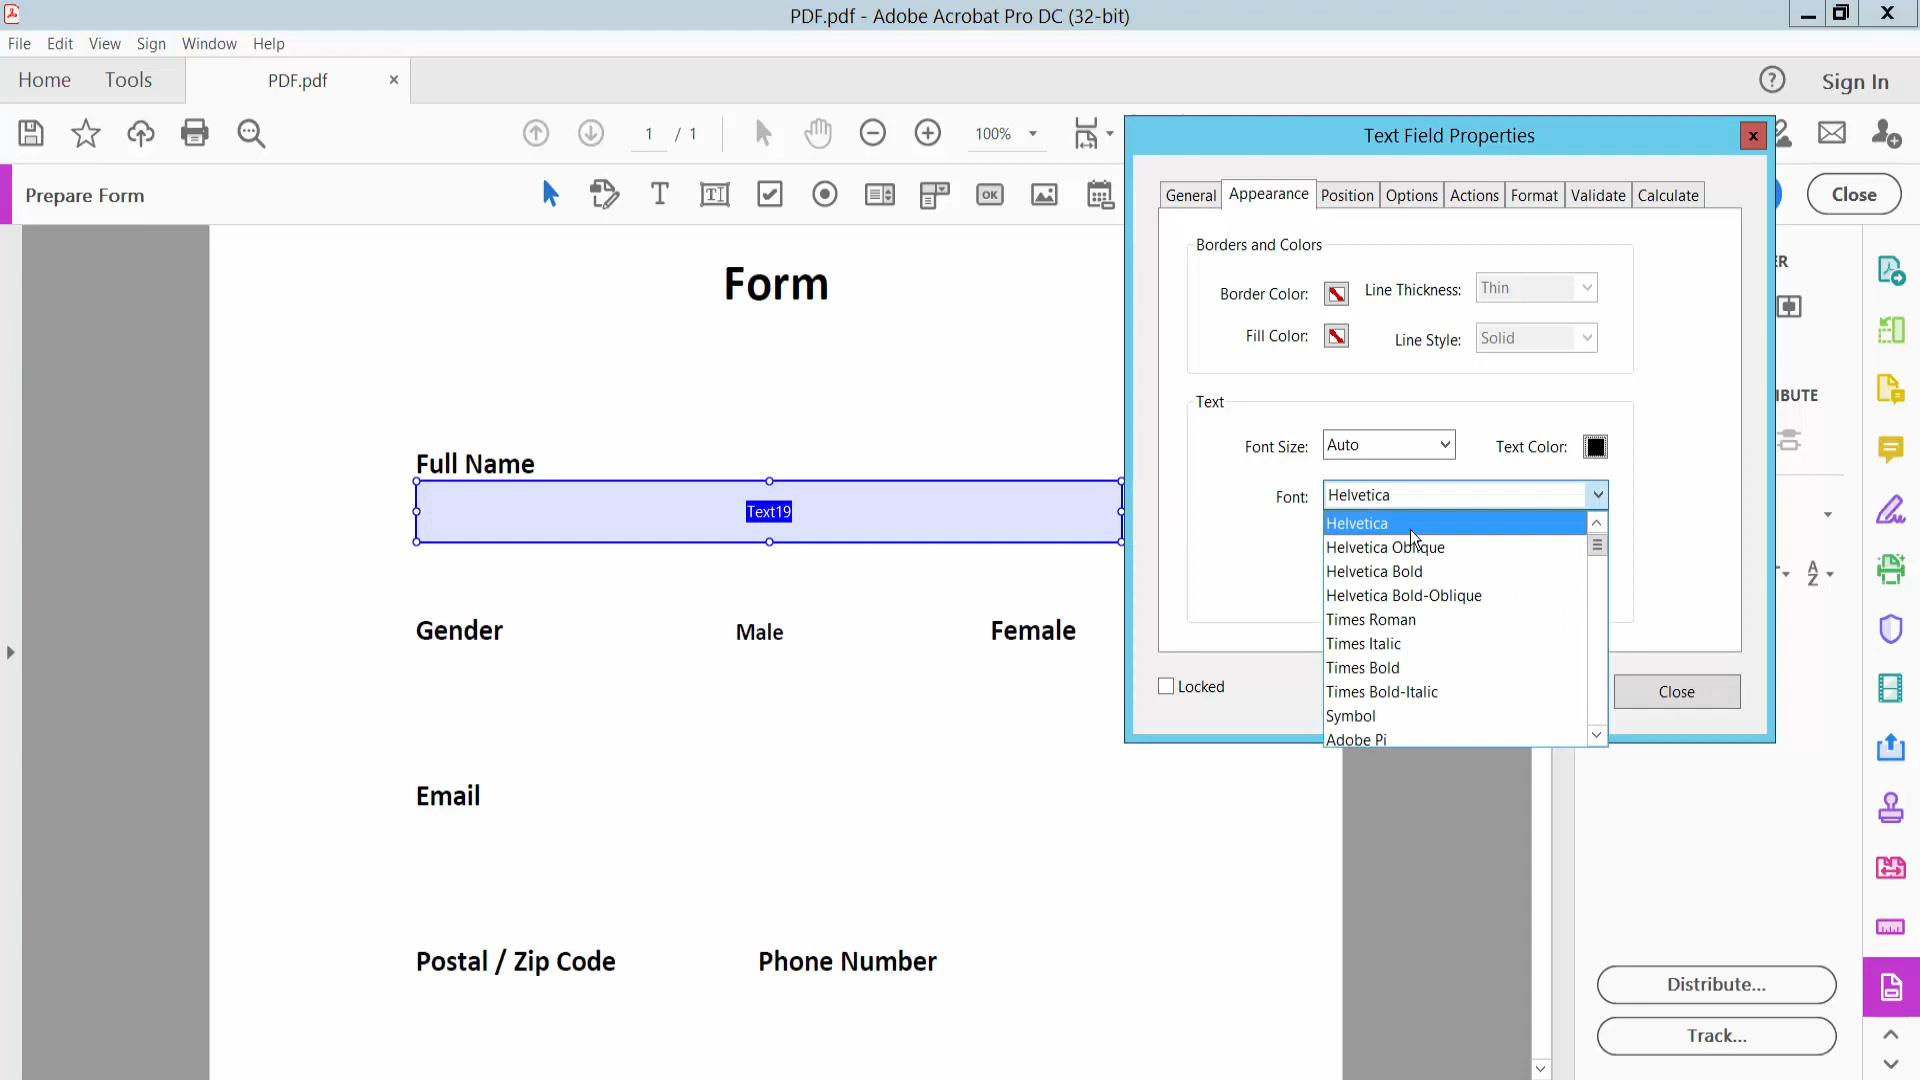 PDF.pdf - Adobe Acrobat Pro DC (32-bit)
File Edit View Sign Window Help
Home Tools PDF.pdf × ? Sign In
1 / 1 100%
Prepare Form
T TI OK
Close
Text Field Properties
x
General Appearance Position Options Actions Format Validate Calculate
Borders and Colors
Border Color: Line Thickness: Thin
Fill Color: Line Style: Solid
Text
Font Size: Auto Text Color:
Font: Helvetica
Helvetica
Helvetica Oblique
Helvetica Bold
Helvetica Bold-Oblique
Times Roman
Times Italic
Times Bold
Times Bold-Italic
Symbol
Adobe Pi
Locked
Close
Form
Full Name
Text19
Gender Male Female
Email
Postal / Zip Code Phone Number
ER
IBUTE
A
Z
Distribute...
Track...